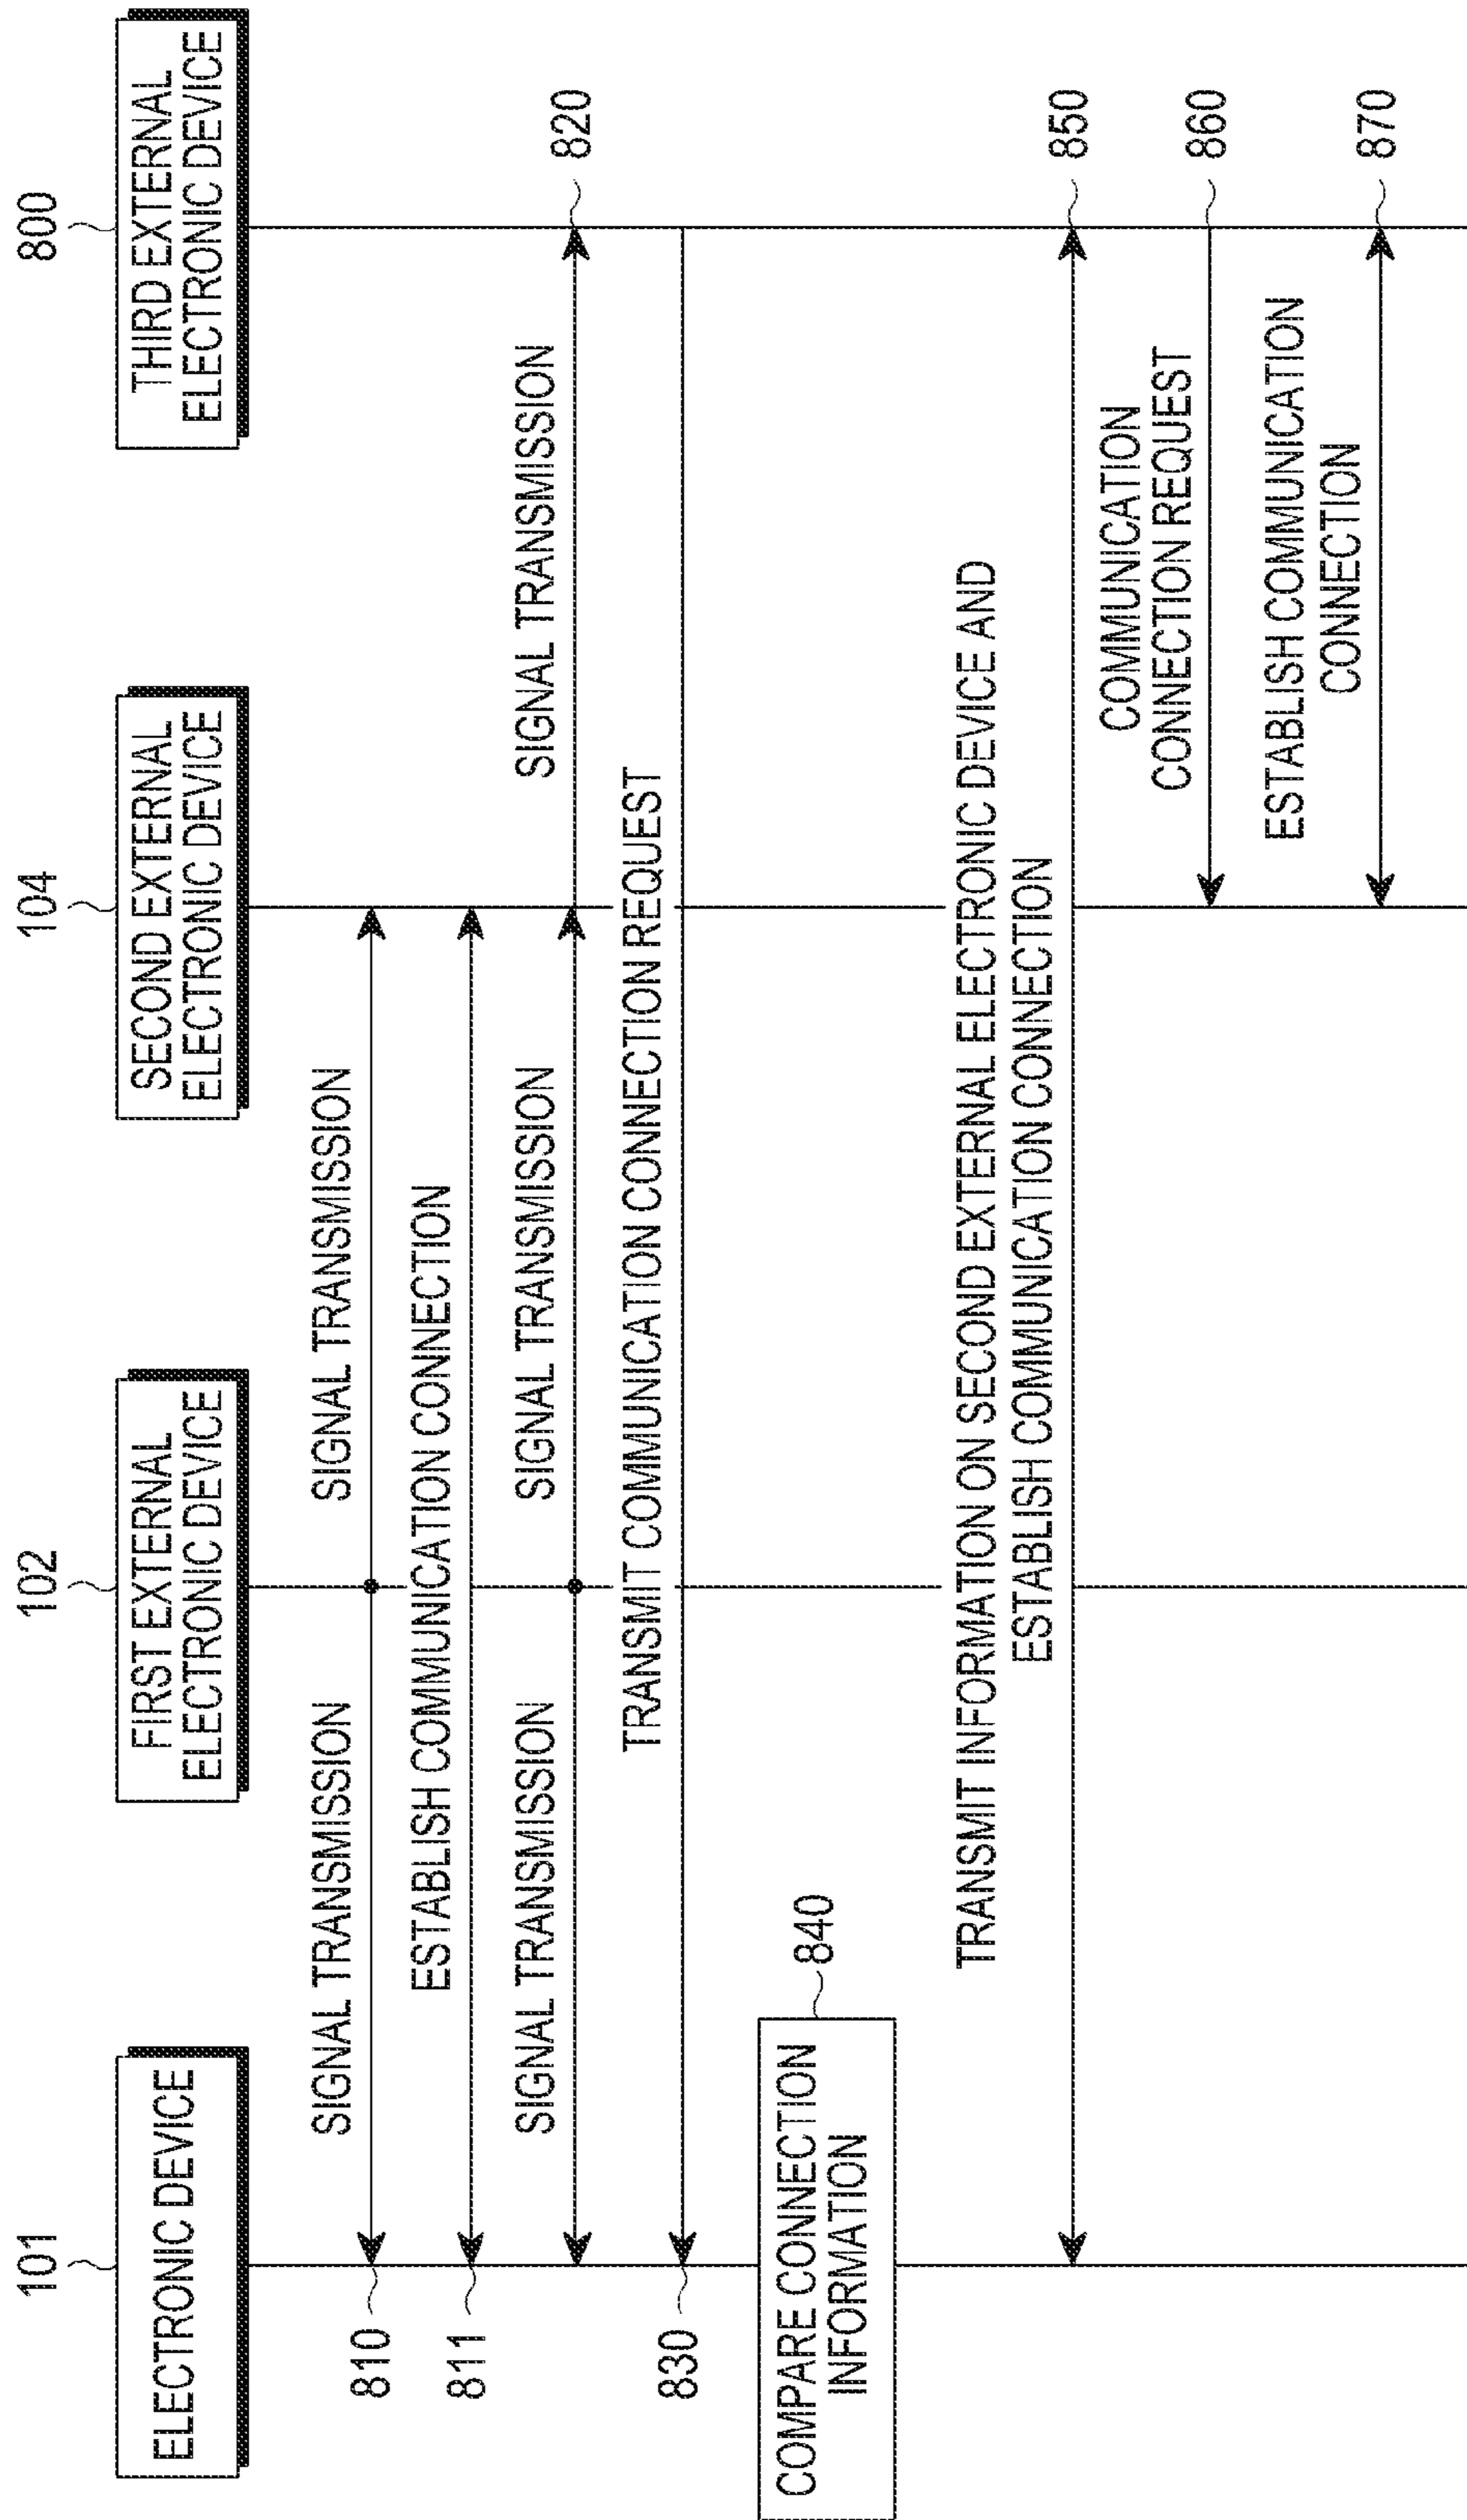 101
102
104
800
ELECTRONIC DEVICE
FIRST EXTERNAL
ELECTRONIC DEVICE
SECOND EXTERNAL
ELECTRONIC DEVICE
THIRD EXTERNAL
ELECTRONIC DEVICE
810
SIGNAL TRANSMISSION
SIGNAL TRANSMISSION
811
ESTABLISH COMMUNICATION CONNECTION
SIGNAL TRANSMISSION
SIGNAL TRANSMISSION
SIGNAL TRANSMISSION
820
830
TRANSMIT COMMUNICATION CONNECTION REQUEST
COMPARE CONNECTION
INFORMATION
840
TRANSMIT INFORMATION ON SECOND EXTERNAL ELECTRONIC DEVICE AND
ESTABLISH COMMUNICATION CONNECTION
850
COMMUNICATION
CONNECTION REQUEST
860
ESTABLISH COMMUNICATION
CONNECTION
870